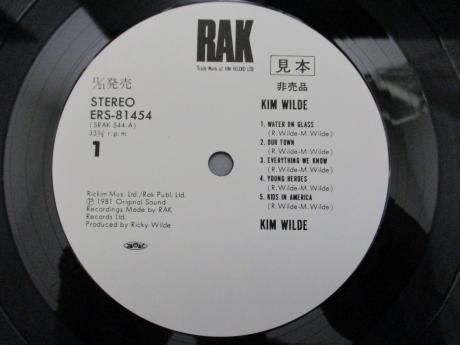 RAK
Trade Mark of RAK RECORDS LTD
見本
非売品
発売
STEREO
ERS-81454
(SRAK 544-A)
33⅓ r.p.m.
1
KIM WILDE
1. WATER ON GLASS
(R.Wilde-M.Wilde)
2. OUR TOWN
(R.Wilde-M.Wilde)
3. EVERYTHING WE KNOW
(R.Wilde-M.Wilde)
4. YOUNG HEROES
(R.Wilde-M.Wilde)
5. KIDS IN AMERICA
(R.Wilde-M.Wilde)
KIM WILDE
Rickim Mus. Ltd./Rak Publ. Ltd.
Ⓟ 1981 Original Sound
Recordings Made by RAK
Records Ltd.
Produced by Ricky Wilde